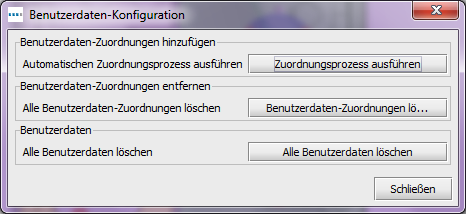 Benutzerdaten-Konfiguration
Benutzerdaten-Zuordnungen hinzufügen
Automatischen Zuordnungsprozess ausführen Zuordnungsprozess ausführen
Benutzerdaten-Zuordnungen entfernen
Alle Benutzerdaten-Zuordnungen löschen Benutzerdaten-Zuordnungen lö...
Benutzerdaten
Alle Benutzerdaten löschen Alle Benutzerdaten löschen
Schließen